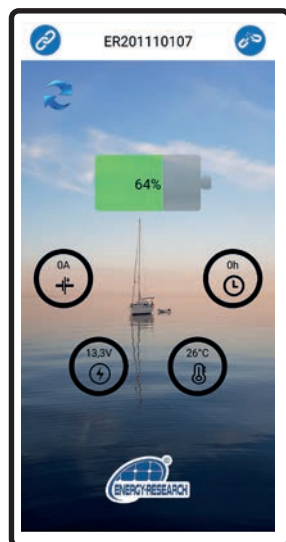 ER201110107
64%
0A
0h
13,3V
26°C
®
ENERGY-RESEARCH